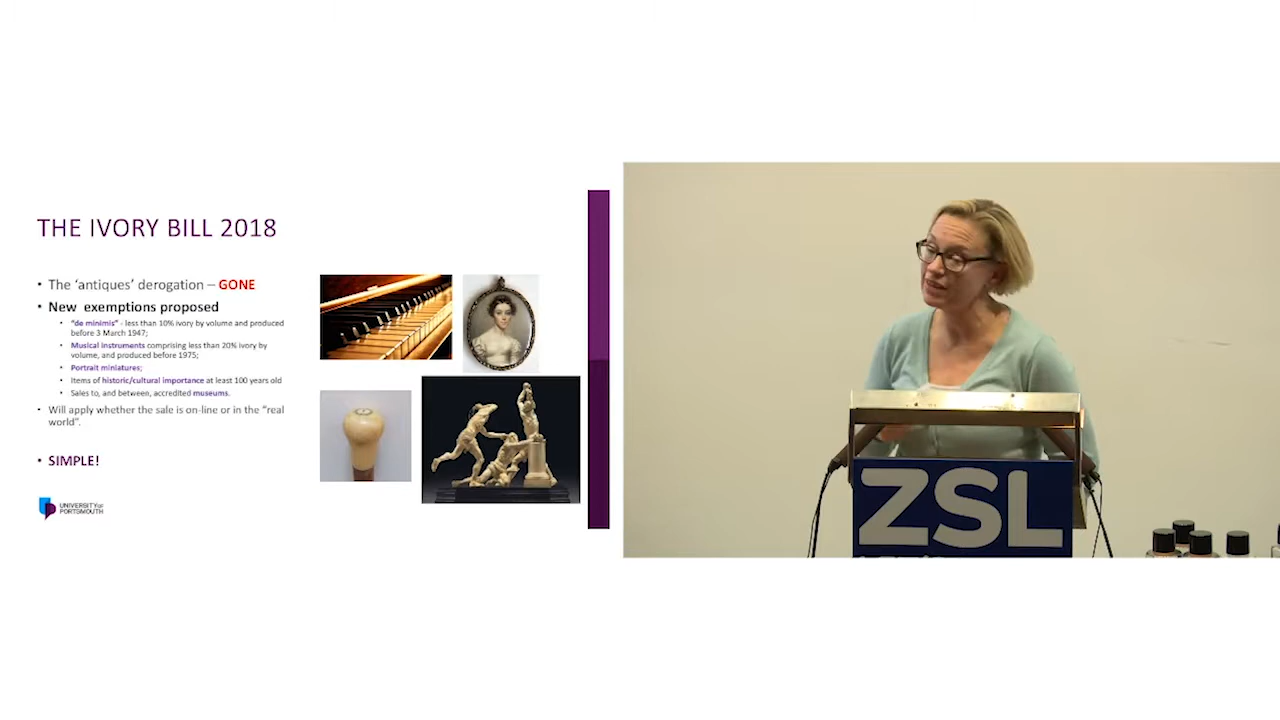 THE IVORY BILL 2018
• The ‘antiques’ derogation – GONE
• New exemptions proposed
• “de minimis” - less than 10% ivory by volume and produced
before 3 March 1947;
• Musical instruments comprising less than 20% ivory by
volume, and produced before 1975;
• Portrait miniatures;
• Items of historic/cultural importance at least 100 years old
• Sales to, and between, accredited museums.
• Will apply whether the sale is on-line or in the “real
world”.
• SIMPLE!
UNIVERSITY OF
PORTSMOUTH
ZSL